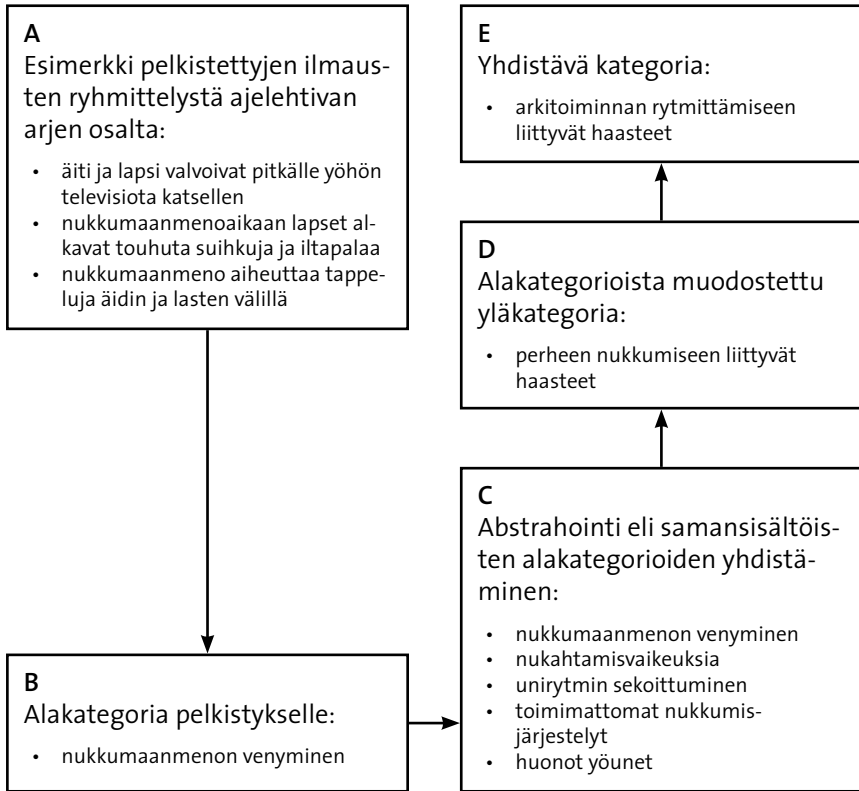 A
Esimerkki pelkistettyjen ilmaus-
ten ryhmittelystä ajelehtivan
arjen osalta:
• äiti ja lapsi valvoivat pitkälle yöhön
televisiota katsellen
• nukkumaanmenoaikaan lapset al-
kavat touhuta suihkuja ja iltapalaa
• nukkumaanmeno aiheuttaa tappe-
luja äidin ja lasten välillä
B
Alakategoria pelkistykselle:
• nukkumaanmenon venyminen
C
Abstrahointi eli samansisältöis-
ten alakategorioiden yhdistä-
minen:
• nukkumaanmenon venyminen
• nukahtamisvaikeuksia
• unirytmin sekoittuminen
• toimimattomat nukkumis-
järjestelyt
• huonot yöunet
D
Alakategorioista muodostettu
yläkategoria:
• perheen nukkumiseen liittyvät
haasteet
E
Yhdistävä kategoria:
• arkitoiminnan rytmittämiseen
liittyvät haasteet